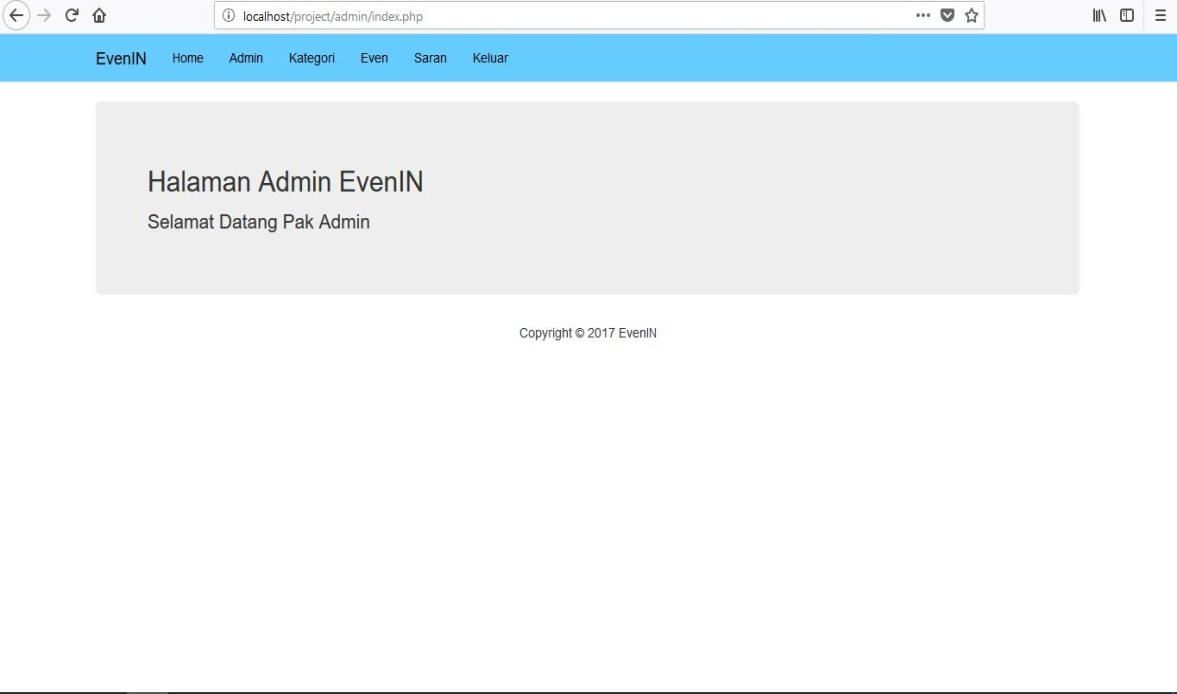 localhost/project/admin/index.php
EvenIN Home Admin Kategori Even Saran Keluar
Halaman Admin EvenIN
Selamat Datang Pak Admin
Copyright © 2017 EvenIN